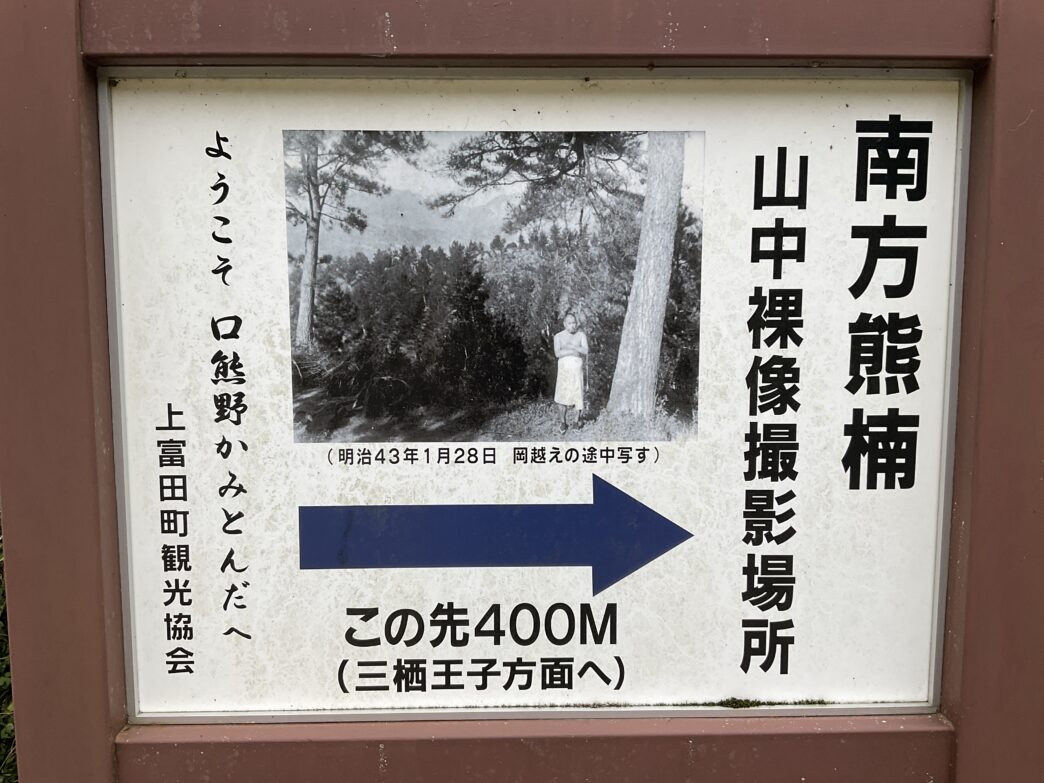 南方熊楠
山中裸像撮影場所
（明治43年1月28日　岡越えの途中写す）
この先400M
（三栖王子方面へ）
ようこそ 口熊野かみとんだへ
上富田町観光協会